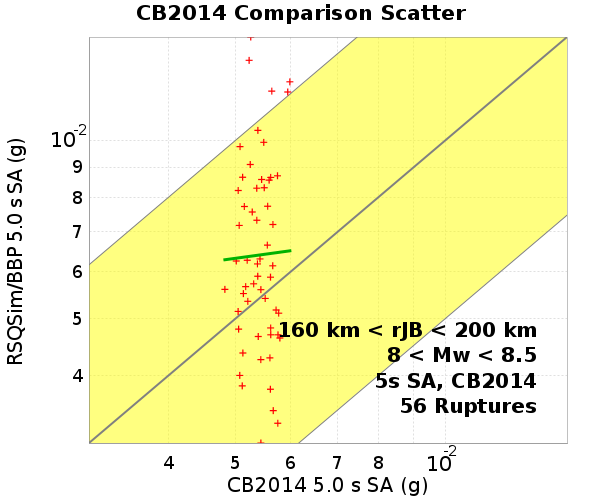 CB2014 Comparison Scatter
RSQSim/BBP 5.0 s SA (g)
10-2
9
8
7
6
5
4
160 km < rJB < 200 km
8 < Mw < 8.5
5s SA, CB2014
56 Ruptures
4 5 6 7 8 10-2
CB2014 5.0 s SA (g)